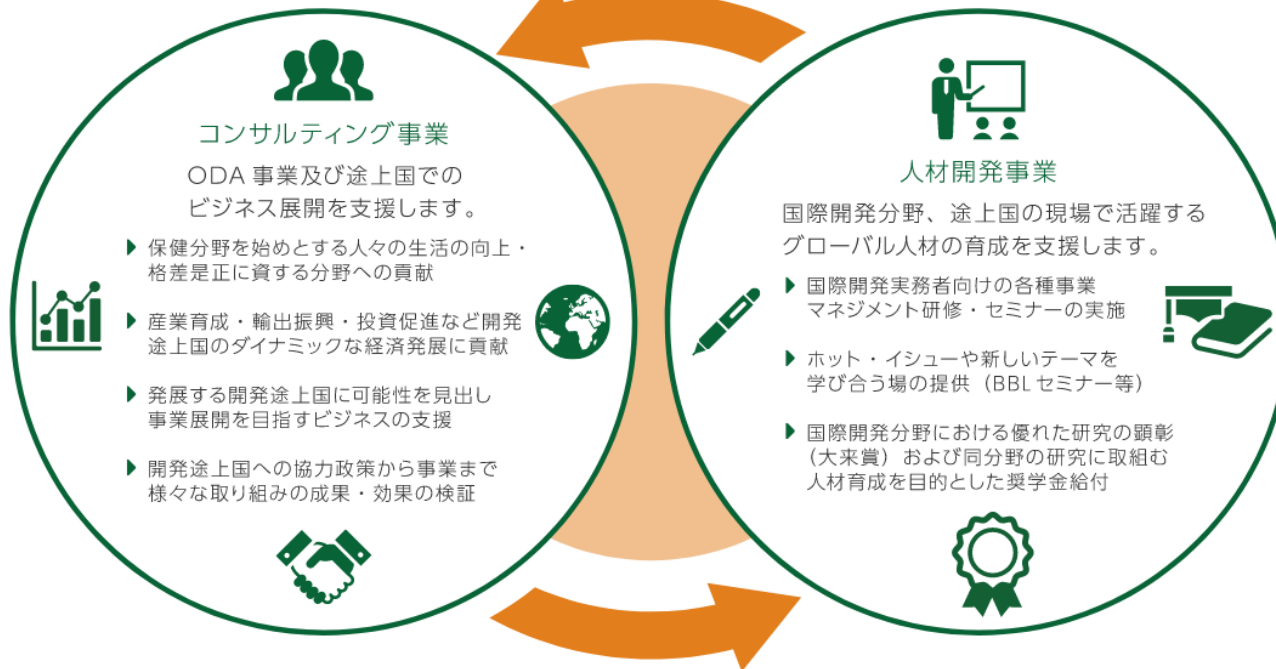 コンサルティング事業
ODA 事業及び途上国での
ビジネス展開を支援します。
保健分野を始めとする人々の生活の向上・
格差是正に資する分野への貢献
産業育成・輸出振興・投資促進など開発
途上国のダイナミックな経済発展に貢献
発展する開発途上国に可能性を見出し
事業展開を目指すビジネスの支援
開発途上国への協力政策から事業まで
様々な取り組みの成果・効果の検証
人材開発事業
国際開発分野、途上国の現場で活躍する
グローバル人材の育成を支援します。
国際開発実務者向けの各種事業
マネジメント研修・セミナーの実施
ホット・イシューや新しいテーマを
学び合う場の提供（BBL セミナー等）
国際開発分野における優れた研究の顕彰
（大来賞）および同分野の研究に取組む
人材育成を目的とした奨学金給付